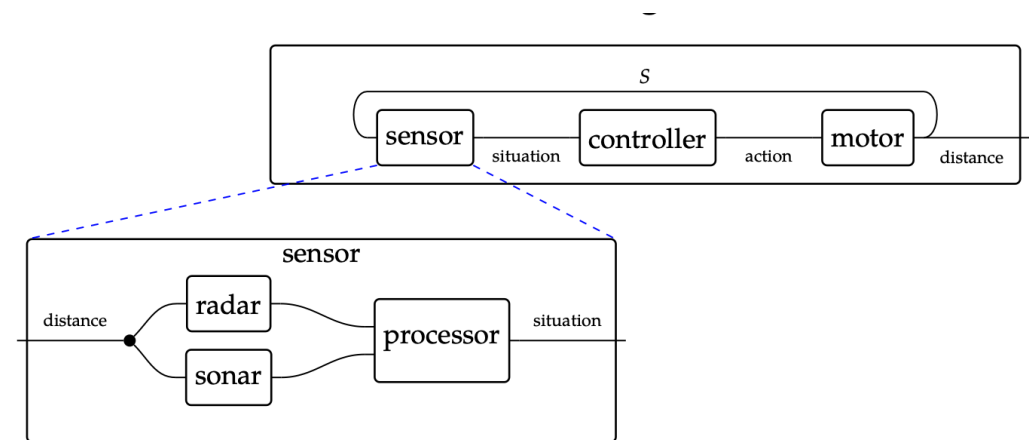 S
sensor
controller
motor
situation
action
distance
sensor
radar
distance
situation
processor
sonar